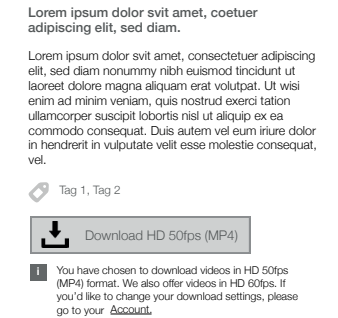 Lorem ipsum dolor svit amet, coetuer
adipiscing elit, sed diam.
Lorem ipsum dolor svit amet, consectetuer adipiscing
elit, sed diam nonummy nibh euismod tincidunt ut
laoreet dolore magna aliquam erat volutpat. Ut wisi
enim ad minim veniam, quis nostrud exerci tation
ullamcorper suscipit lobortis nisl ut aliquip ex ea
commodo consequat. Duis autem vel eum iriure dolor
in hendrerit in vulputate velit esse molestie consequat,
vel.
Tag 1, Tag 2
Download HD 50fps (MP4)
i You have chosen to download videos in HD 50fps
(MP4) format. We also offer videos in HD 60fps. If
you'd like to change your download settings, please
go to your Account.